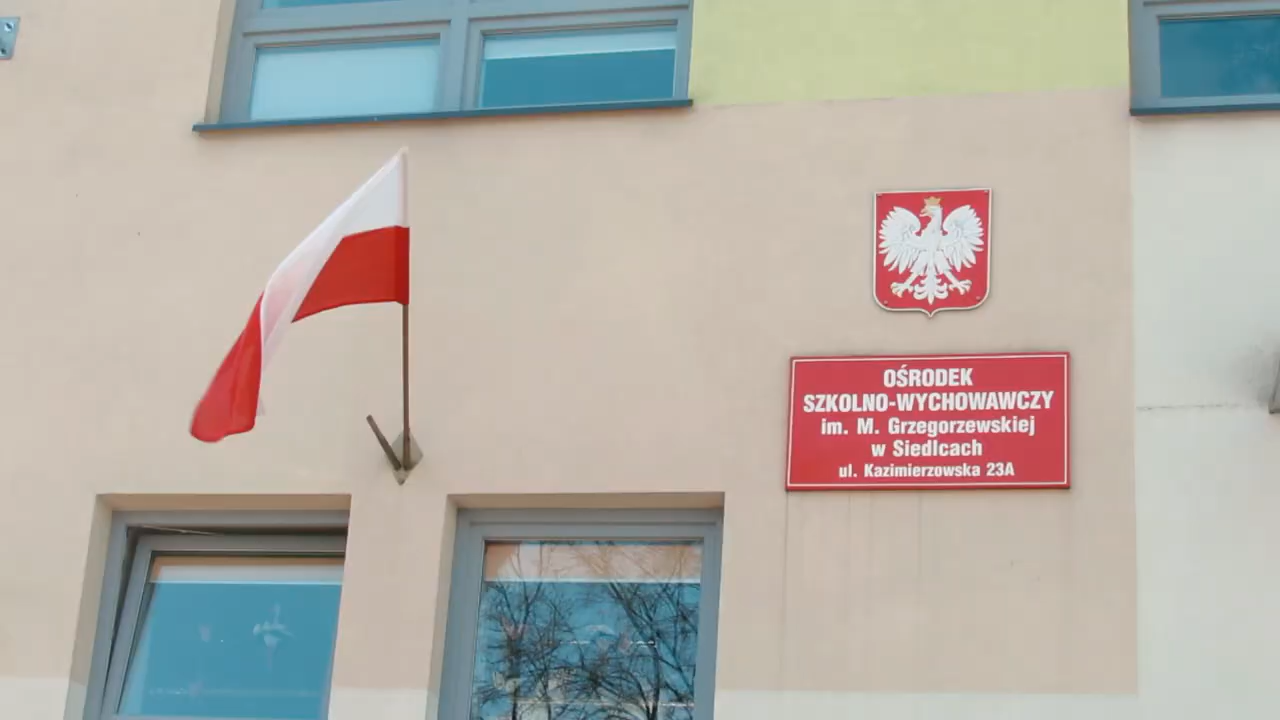 OŚRODEK
SZKOLNO-WYCHOWAWCZY
im. M. Grzegorzewskiej
w Siedlcach
ul. Kazimierzowska 23A